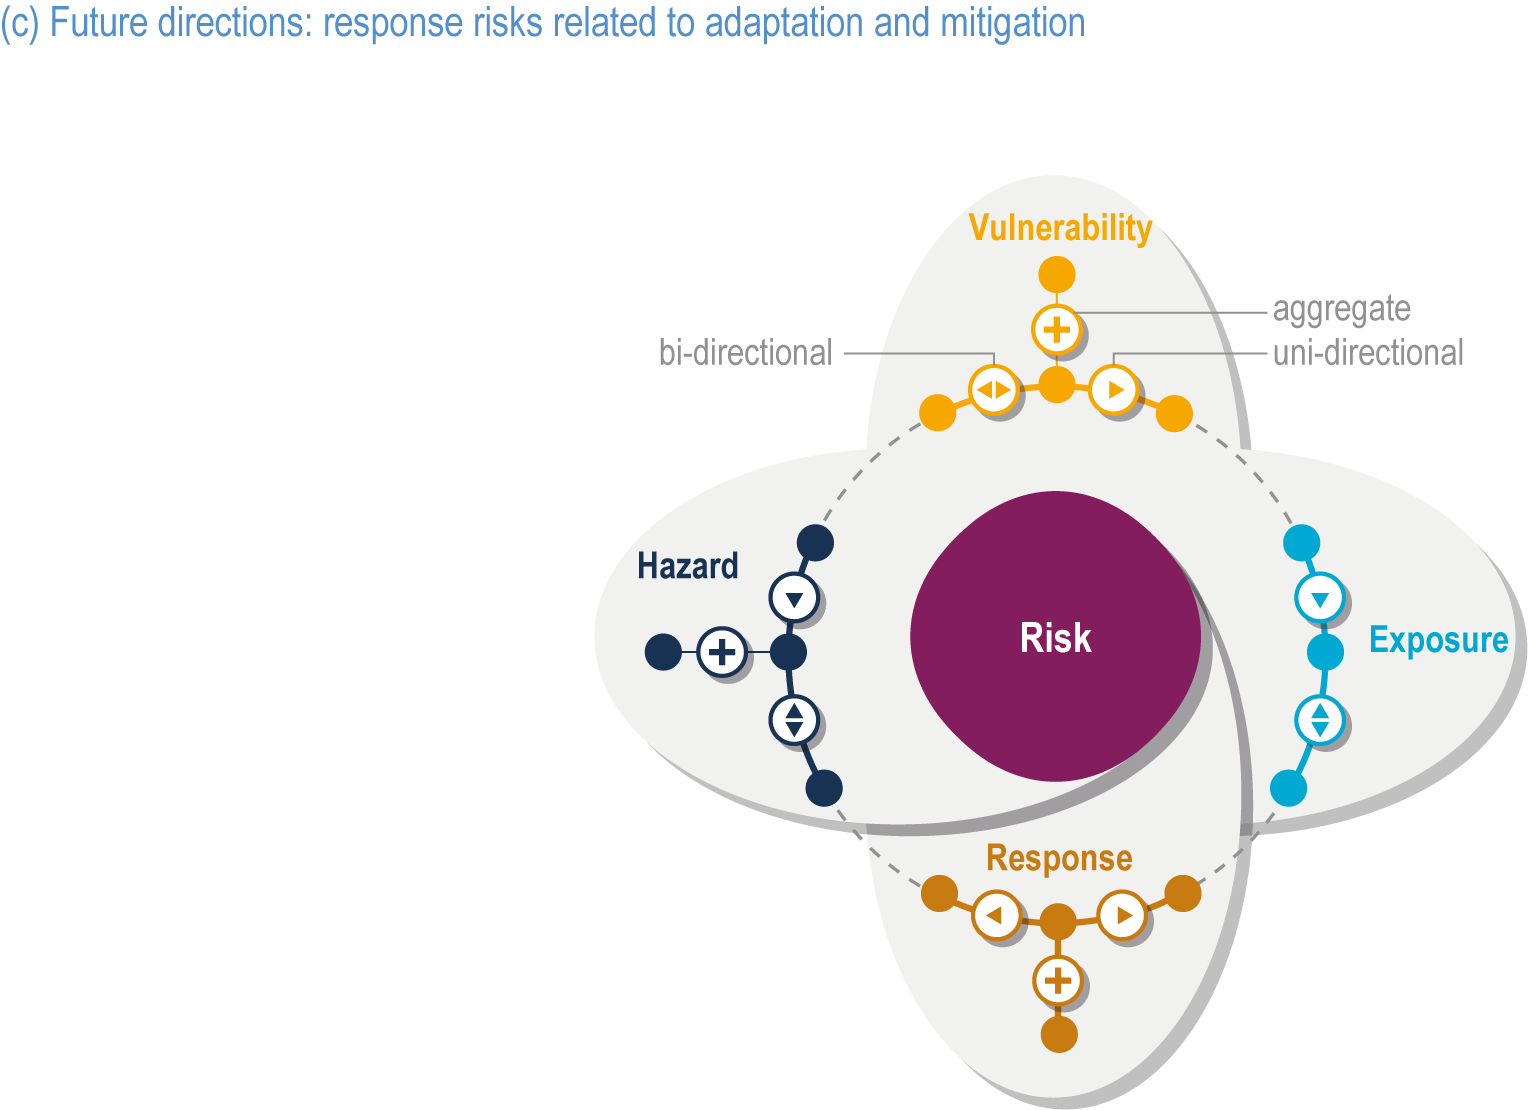 (c) Future directions: response risks related to adaptation and mitigation
Vulnerability
aggregate
bi-directional
uni-directional
Hazard
Risk
Exposure
Response